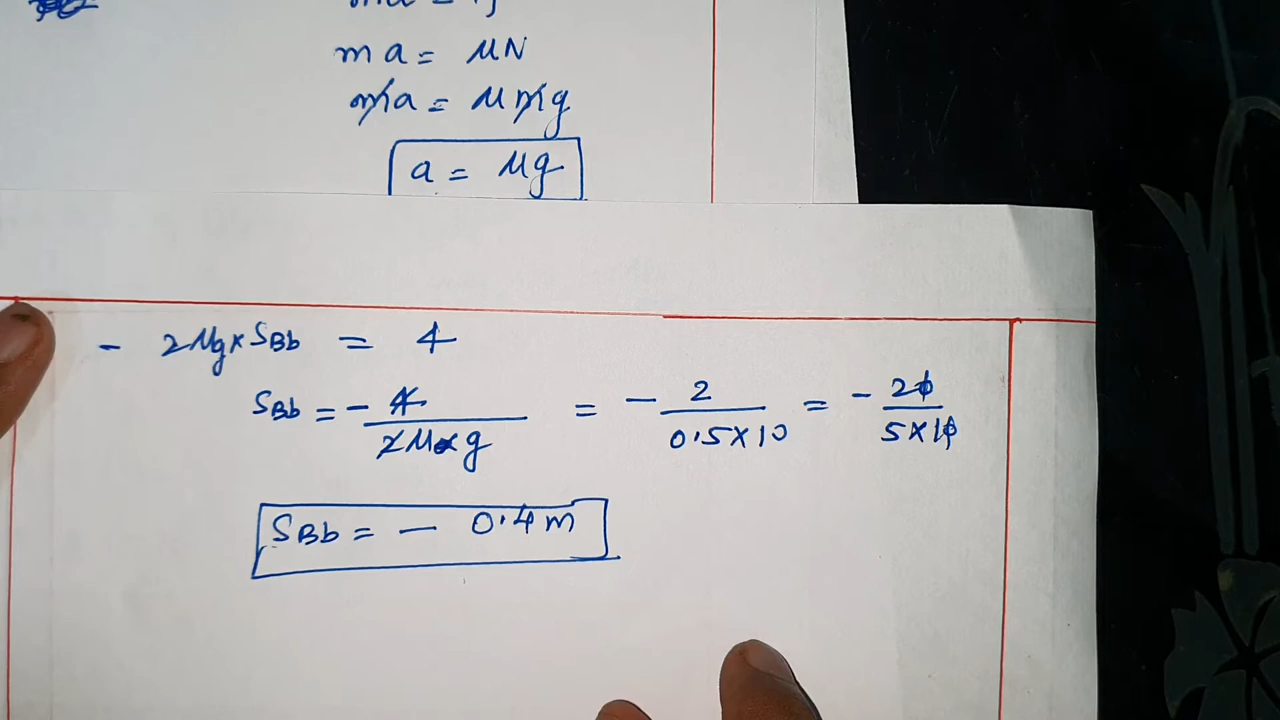 ma = μN
ma = μmg
a = μg
- 2μg×SBb = 4
SBb = - 4/2μg = - 2/0.5×10 = - 20/5×10
SBb = - 0.4m